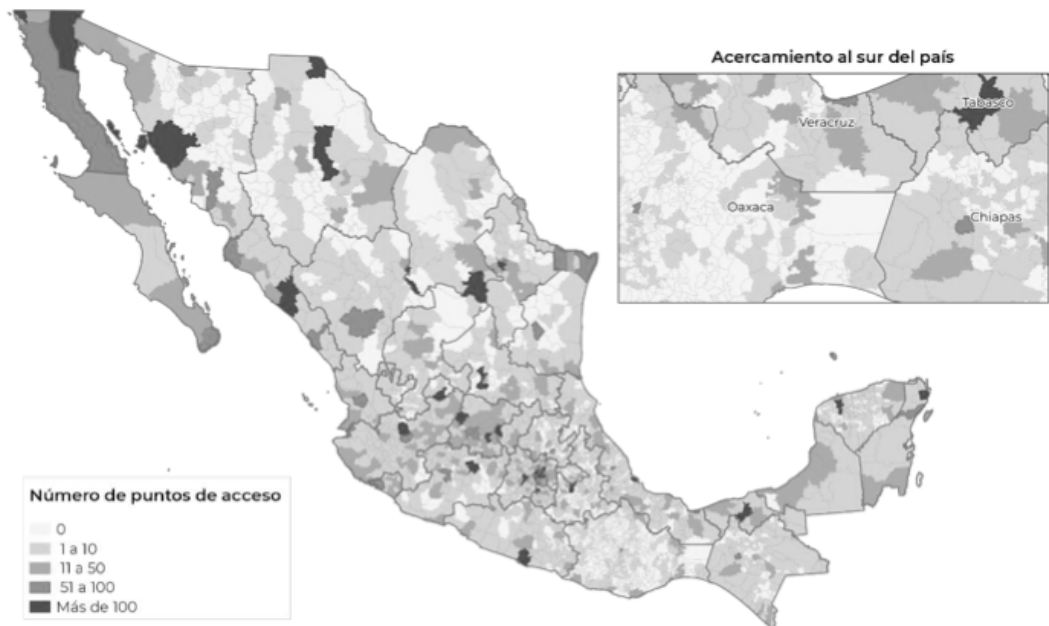 Acercamiento al sur del país
Tabasco
Veracruz
Oaxaca
Chiapas
Número de puntos de acceso
0
1 a 10
11 a 50
51 a 100
Más de 100